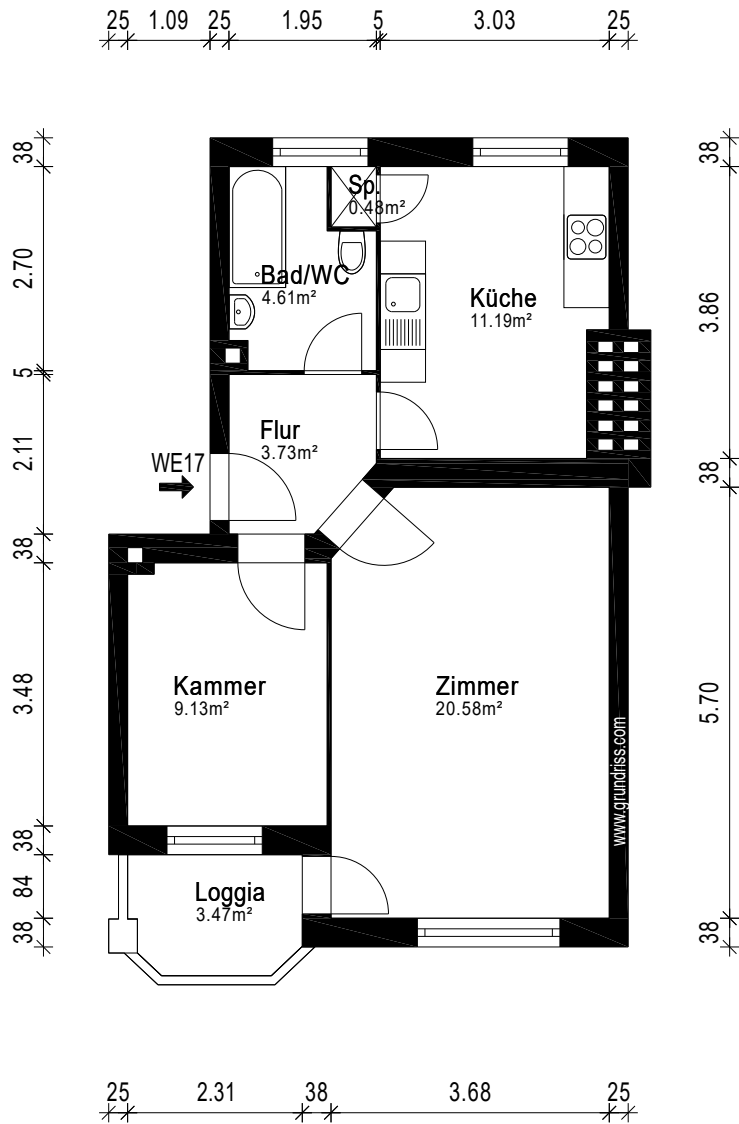 25 1.09 25 1.95 5 3.03 25
38
2.70
5
2.11
38
3.48
38
84
38
Sp.
0.48m²
Bad/WC
4.61m²
Küche
11.19m²
Flur
3.73m²
WE17
Kammer
9.13m²
Zimmer
20.58m²
Loggia
3.47m²
www.grundriss.com
38
3.86
38
5.70
38
25 2.31 38 3.68 25